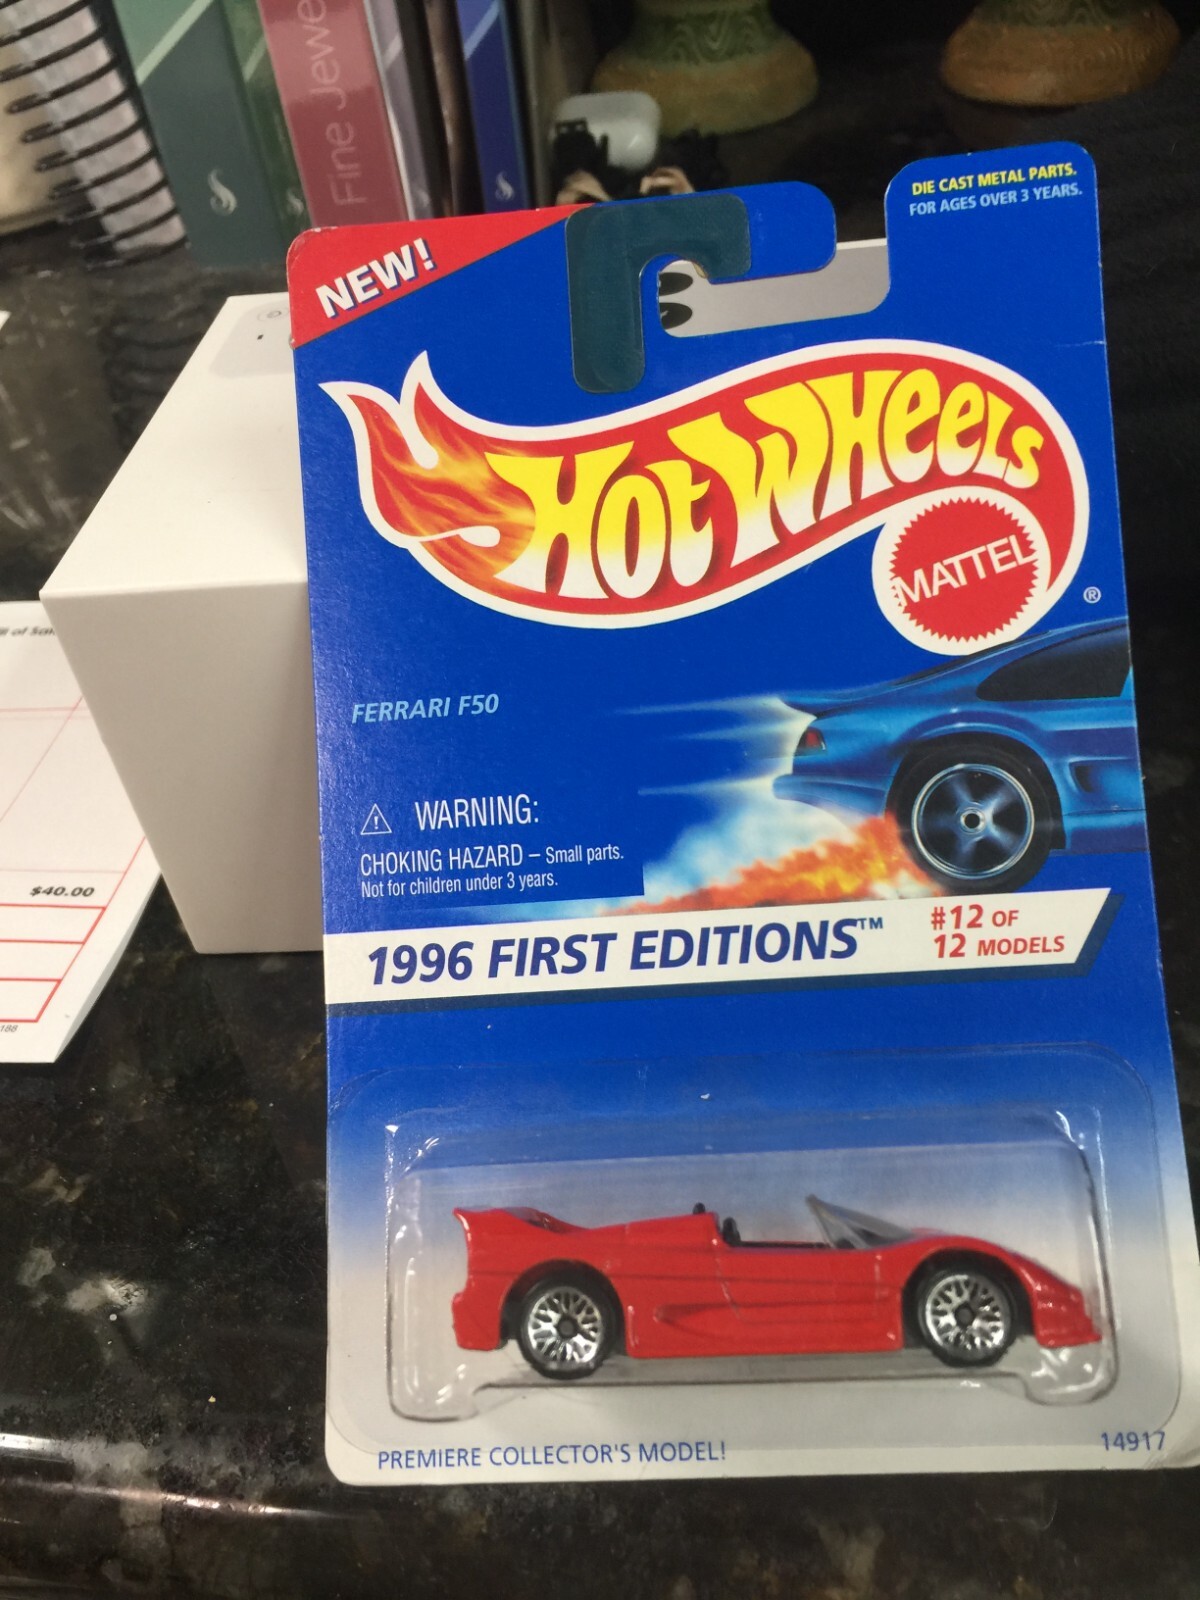 Fine Jewe
DIE CAST METAL PARTS.
FOR AGES OVER 3 YEARS.
NEW!
HOT WHEELS
MATTEL
®
FERRARI F50
WARNING:
CHOKING HAZARD – Small parts.
Not for children under 3 years.
$40.00
1996 FIRST EDITIONS™
#12 OF
12 MODELS
188
PREMIERE COLLECTOR'S MODEL!
14917